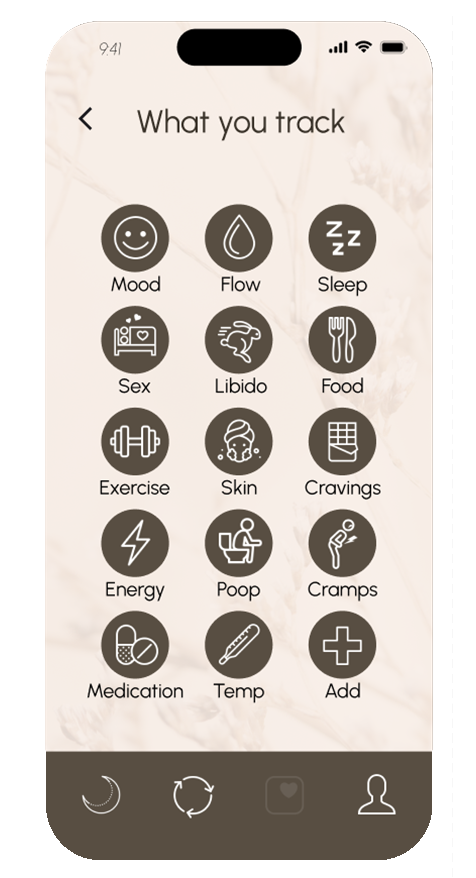 9:41
What you track
Mood Flow Sleep
Sex Libido Food
Exercise Skin Cravings
Energy Poop Cramps
Medication Temp Add